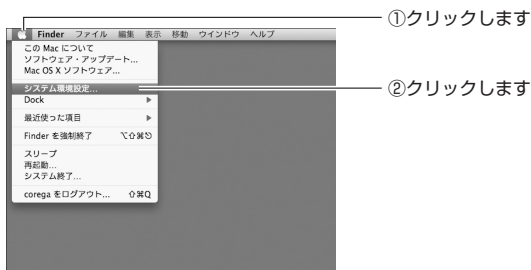 ①クリックします
Finder ファイル 編集 表示 移動 ウインドウ ヘルプ
この Mac について
ソフトウェア・アップデート...
Mac OS X ソフトウェア...
システム環境設定...
②クリックします
Dock ▶
最近使った項目 ▶
Finder を強制終了 ⌥⇧⌘⎋
スリープ
再起動...
システム終了...
corega をログアウト... ⇧⌘Q